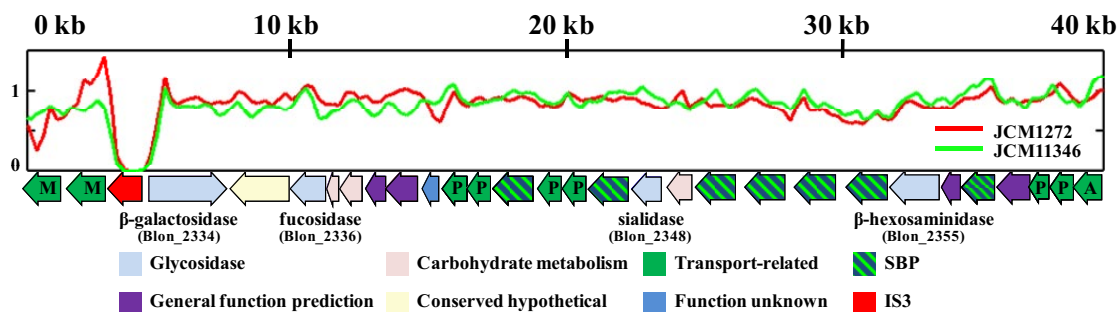 0 kb 10 kb 20 kb 30 kb 40 kb
1
0
JCM1272
JCM11346
M M P P P P P P A
β-galactosidase fucosidase sialidase β-hexosaminidase
(Blon_2334) (Blon_2336) (Blon_2348) (Blon_2355)
Glycosidase Carbohydrate metabolism Transport-related SBP
General function prediction Conserved hypothetical Function unknown IS3